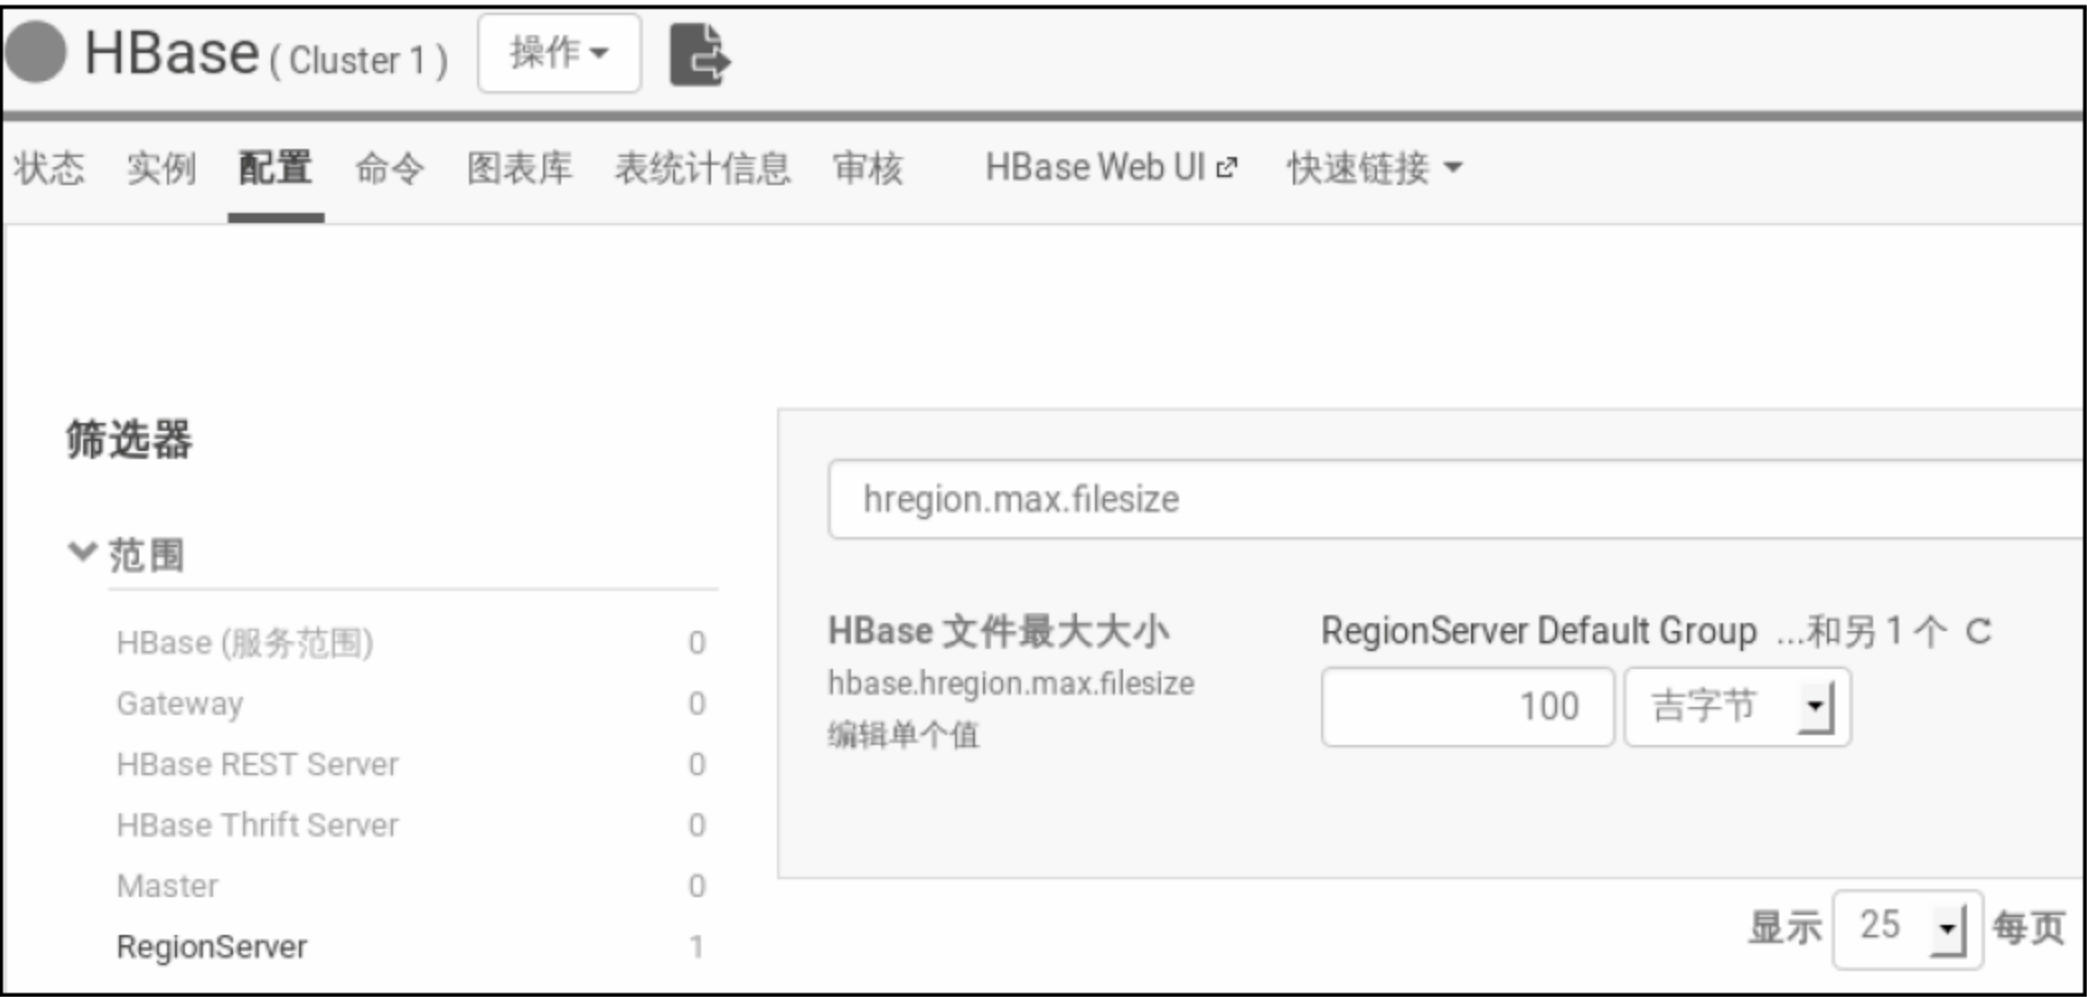 HBase ( Cluster 1 ) 操作
状态 实例 配置 命令 图表库 表统计信息 审核 HBase Web UI 快速链接
筛选器
hregion.max.filesize
范围
HBase (服务范围) 0
Gateway 0
HBase REST Server 0
HBase Thrift Server 0
Master 0
RegionServer 1
HBase 文件最大大小
hbase.hregion.max.filesize
编辑单个值
RegionServer Default Group ...和另 1 个
100 吉字节
显示 25 每页